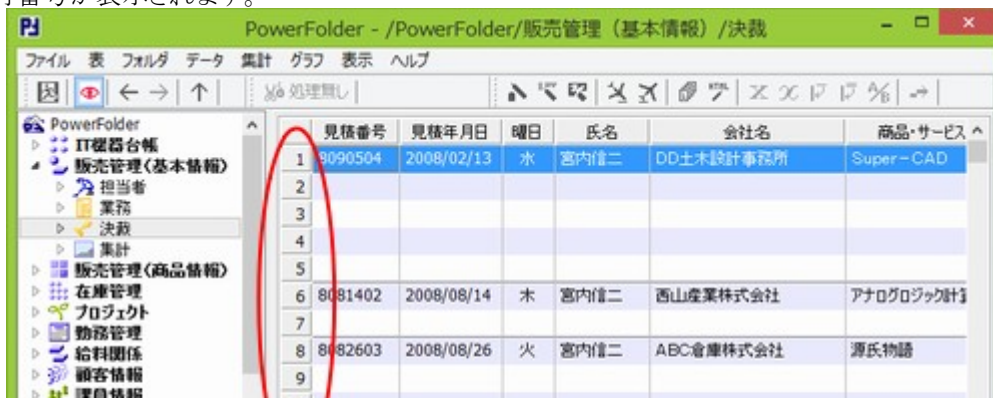 番号が表示されます。
PowerFolder - /PowerFolder/販売管理（基本情報）/決裁
ファイル 表 フォルダ データ 集計 グラフ 表示 ヘルプ
処理無し
PowerFolder
IT機器台帳
販売管理(基本情報)
担当者
業務
決裁
集計
販売管理(商品情報)
在庫管理
プロジェクト
勤務管理
給料関係
顧客情報
課員情報
見積番号 見積年月日 曜日 氏名 会社名 商品・サービス
1 8090504 2008/02/13 水 宮内信二 DD土木設計事務所 Super-CAD
2
3
4
5
6 8081402 2008/08/14 木 宮内信二 西山産業株式会社 アナログロジック計算
7
8 8082603 2008/08/26 火 宮内信二 ABC倉庫株式会社 源氏物語
9